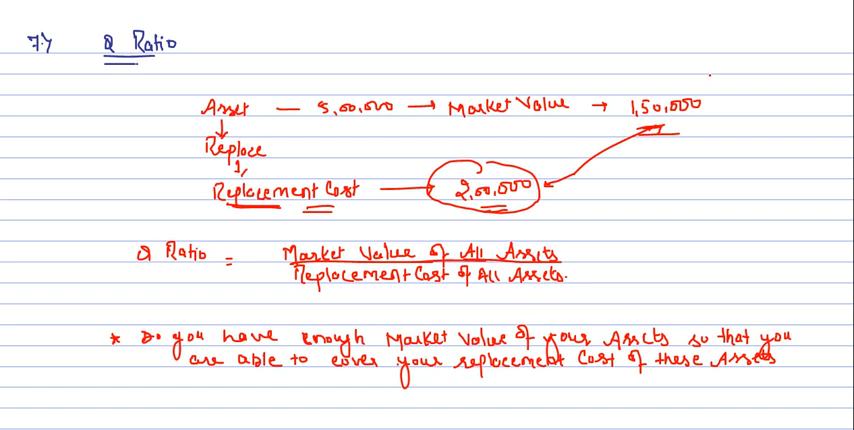 7.7 Q Ratio
Asset — 5,00,000 → Market Value → 1,50,000
↓
Replace
↓
Replacement Cost — 2,00,000
Q Ratio = Market Value of All Assets
Replacement Cost of All Assets.
* Do you have enough Market Value of your Assets so that you
are able to cover your replacement Cost of these Assets